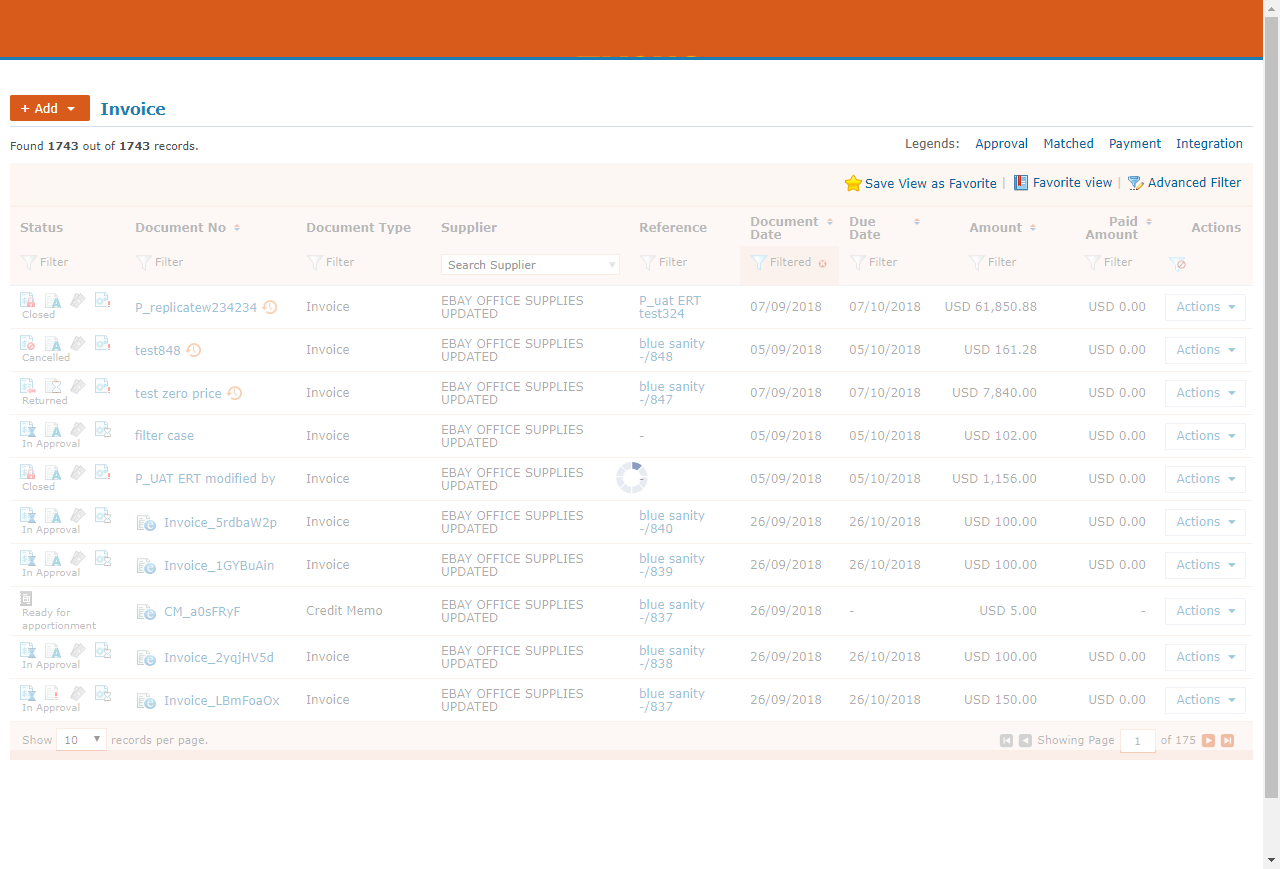 + Add
Invoice
Found 1743 out of 1743 records.
Legends: Approval Matched Payment Integration
Save View as Favorite | Favorite view | Advanced Filter
Status Document No Document Type Supplier Reference Document Date Due Date Amount Paid Amount Actions
Filter Filter Filter Search Supplier Filter Filtered Filter Filter Filter
Closed P_replicatew234234 Invoice EBAY OFFICE SUPPLIES UPDATED P_uat ERT test324 07/09/2018 07/10/2018 USD 61,850.88 USD 0.00 Actions
Cancelled test848 Invoice EBAY OFFICE SUPPLIES UPDATED blue sanity -/848 05/09/2018 05/10/2018 USD 161.28 USD 0.00 Actions
Returned test zero price Invoice EBAY OFFICE SUPPLIES UPDATED blue sanity -/847 07/09/2018 07/10/2018 USD 7,840.00 USD 0.00 Actions
In Approval filter case Invoice EBAY OFFICE SUPPLIES UPDATED - 05/09/2018 05/10/2018 USD 102.00 USD 0.00 Actions
Closed P_UAT ERT modified by Invoice EBAY OFFICE SUPPLIES UPDATED - 05/09/2018 05/10/2018 USD 1,156.00 USD 0.00 Actions
In Approval Invoice_5rdbaW2p Invoice EBAY OFFICE SUPPLIES UPDATED blue sanity -/840 26/09/2018 26/10/2018 USD 100.00 USD 0.00 Actions
In Approval Invoice_1GYBuAin Invoice EBAY OFFICE SUPPLIES UPDATED blue sanity -/839 26/09/2018 26/10/2018 USD 100.00 USD 0.00 Actions
Ready for apportionment CM_a0sFRyF Credit Memo EBAY OFFICE SUPPLIES UPDATED blue sanity -/837 26/09/2018 - USD 5.00 - Actions
In Approval Invoice_2yqjHV5d Invoice EBAY OFFICE SUPPLIES UPDATED blue sanity -/838 26/09/2018 26/10/2018 USD 100.00 USD 0.00 Actions
In Approval Invoice_LBmFoaOx Invoice EBAY OFFICE SUPPLIES UPDATED blue sanity -/837 26/09/2018 26/10/2018 USD 150.00 USD 0.00 Actions
Show 10 records per page. Showing Page 1 of 175